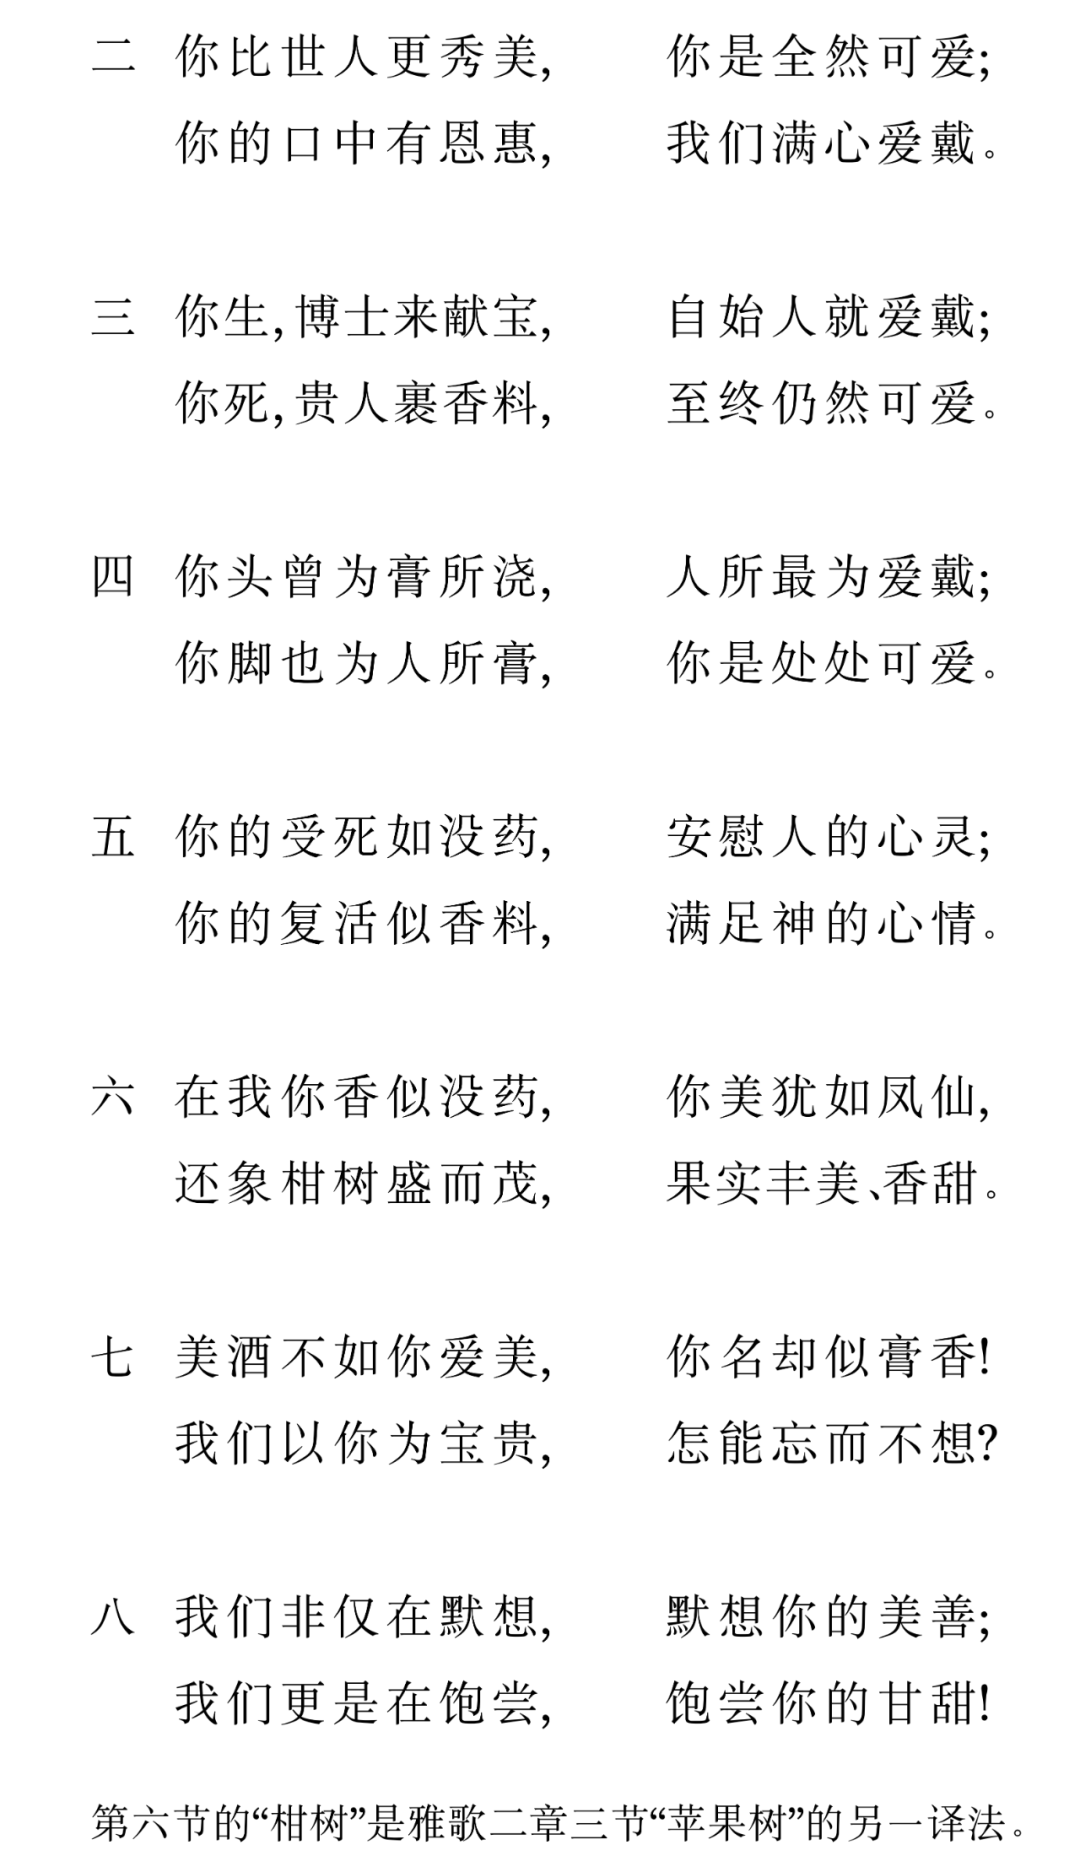 二 你比世人更秀美, 你是全然可爱;
你的口中有恩惠, 我们满心爱戴。
三 你生,博士来献宝, 自始人就爱戴;
你死,贵人裹香料, 至终仍然可爱。
四 你头曾为膏所浇, 人所最为爱戴;
你脚也为人所膏, 你是处处可爱。
五 你的受死如没药, 安慰人的心灵;
你的复活似香料, 满足神的心情。
六 在我你香似没药, 你美犹如凤仙,
还象柑树盛而茂, 果实丰美、香甜。
七 美酒不如你爱美, 你名却似膏香!
我们以你为宝贵, 怎能忘而不想?
八 我们非仅在默想, 默想你的美善;
我们更是在饱尝, 饱尝你的甘甜!
第六节的“柑树”是雅歌二章三节“苹果树”的另一译法。